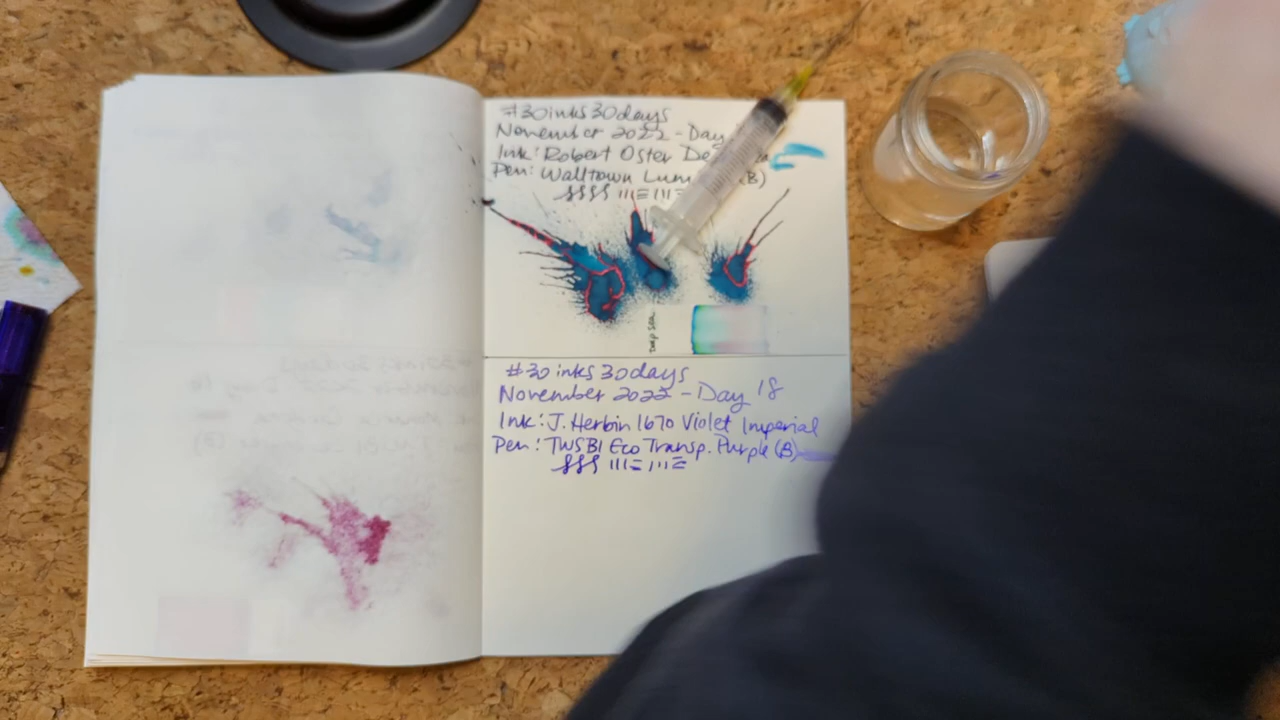 #30inks30days
November 2022 - Day
Ink: Robert Oster
Pen: Walltown (B)
#30inks30days
November 2022 - Day 18
Ink: J. Herbin 1670 Violet Imperial
Pen: TWSBI Eco Transp. Purple (B)